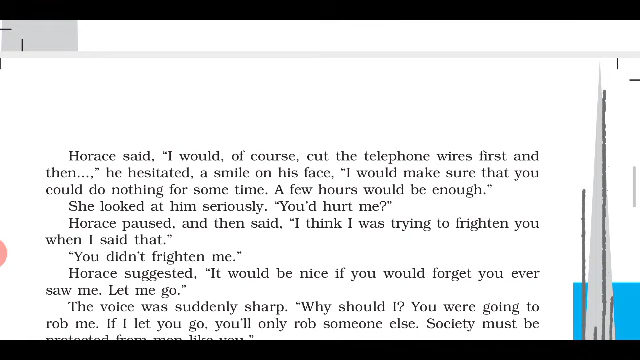 Horace said, “I would, of course, cut the telephone wires first and
then...,” he hesitated, a smile on his face, “I would make sure that you
could do nothing for some time. A few hours would be enough.”
She looked at him seriously. “You’d hurt me?”
Horace paused, and then said, “I think I was trying to frighten you
when I said that.”
“You didn’t frighten me.”
Horace suggested, “It would be nice if you would forget you ever
saw me. Let me go.”
The voice was suddenly sharp. “Why should I? You were going to
rob me. If I let you go, you’ll only rob someone else. Society must be
protected from men like you.”